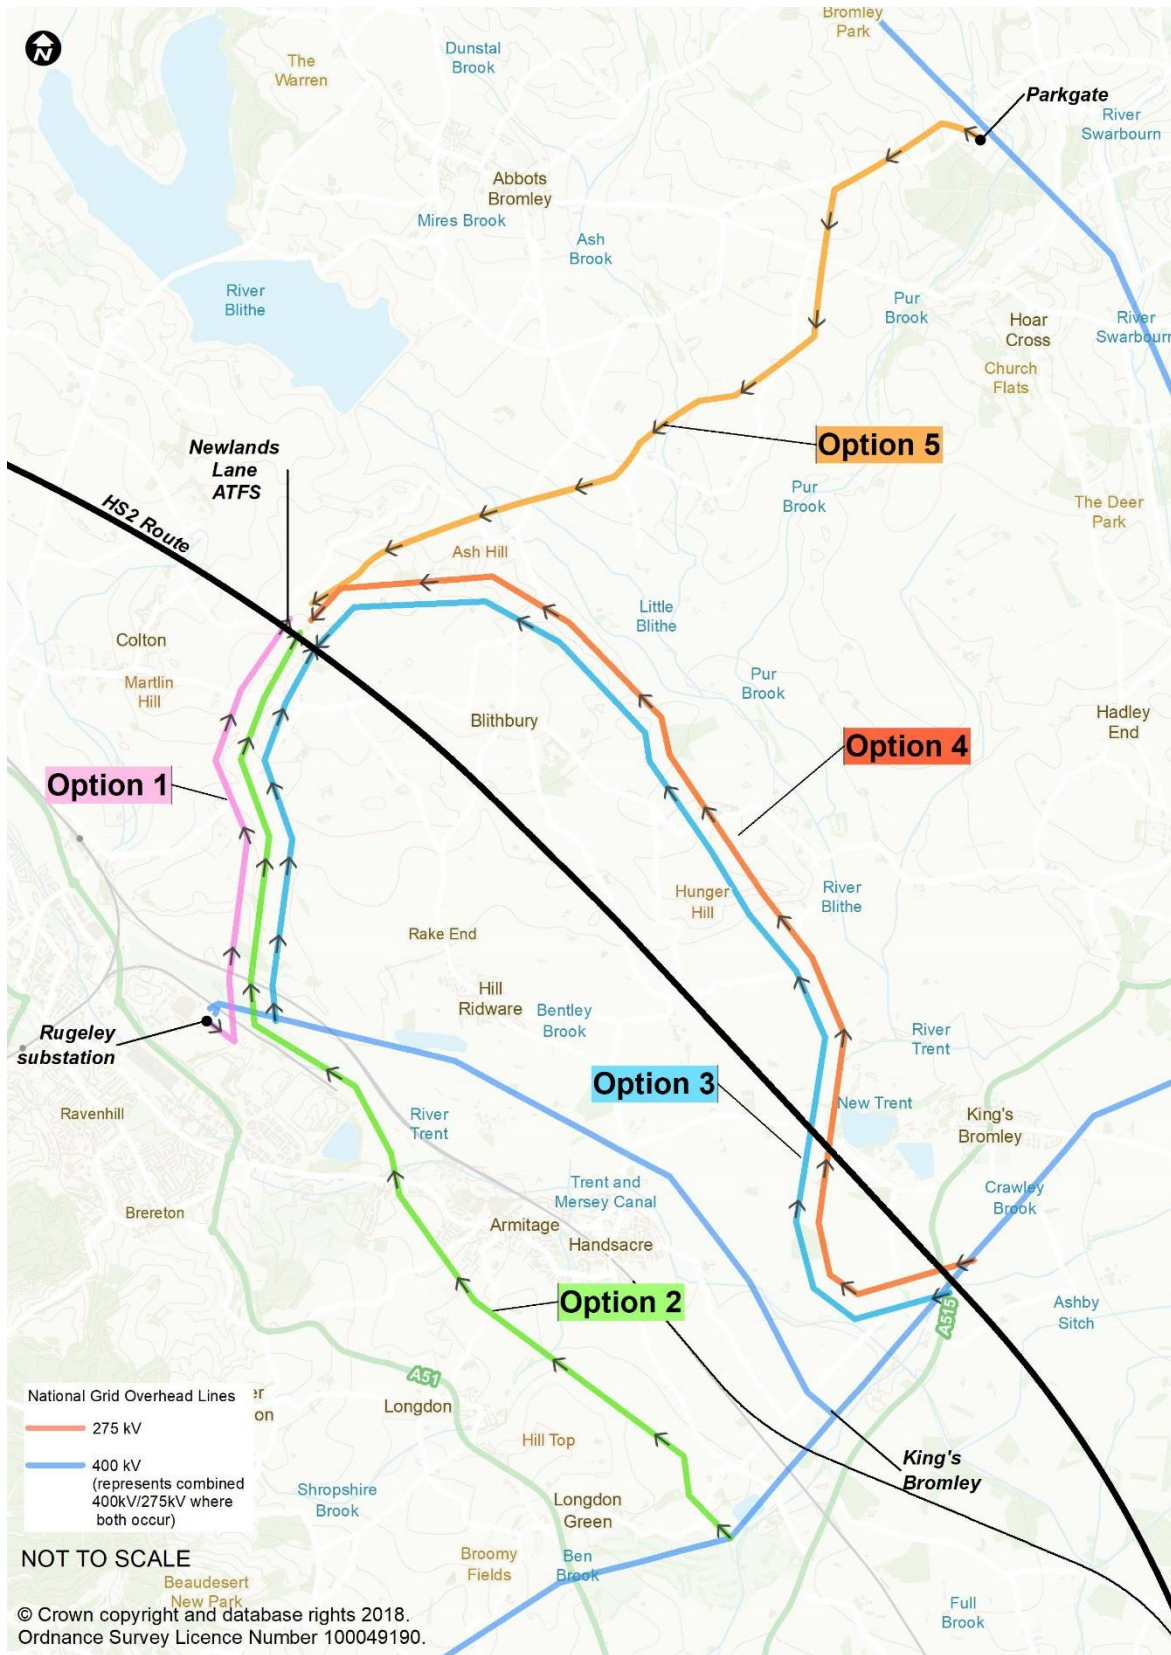 N
Bromley
Park
The
Warren
Dunstal
Brook
Parkgate
River
Swarbourn
Abbots
Bromley
Mires Brook
Ash
Brook
River
Blithe
Pur
Brook
Hoar
Cross
River
Swarbourn
Church
Flats
Newlands
Lane
ATFS
Option 5
HS2 Route
Pur
Brook
The Deer
Park
Ash Hill
Little
Blithe
Colton
Martlin
Hill
Pur
Brook
Blithbury
Hadley
End
Option 4
Option 1
Hunger
Hill
River
Blithe
Rake End
Hill
Ridware
Bentley
Brook
Rugeley
substation
River
Trent
Option 3
New Trent
King's
Bromley
Ravenhill
River
Trent
Trent and
Mersey Canal
Crawley
Brook
Brereton
Armitage
Handsacre
Option 2
Ashby
Sitch
A515
A51
National Grid Overhead Lines
275 kV
400 kV
(represents combined
400kV/275kV where
both occur)
er
on
Longdon
Hill Top
King's
Bromley
Shropshire
Brook
Longdon
Green
NOT TO SCALE
Broomy
Fields
Ben
Brook
Beaudesert
New Park
Full
Brook
© Crown copyright and database rights 2018.
Ordnance Survey Licence Number 100049190.